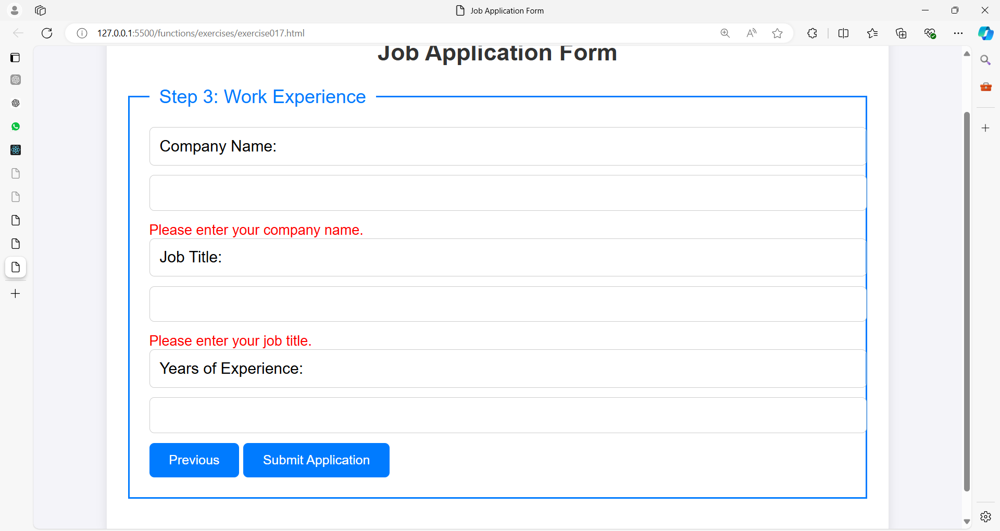 Job Application Form
127.0.0.1:5500/functions/exercises/exercise017.html
Job Application Form
Step 3: Work Experience
Company Name:
Please enter your company name.
Job Title:
Please enter your job title.
Years of Experience:
Previous
Submit Application